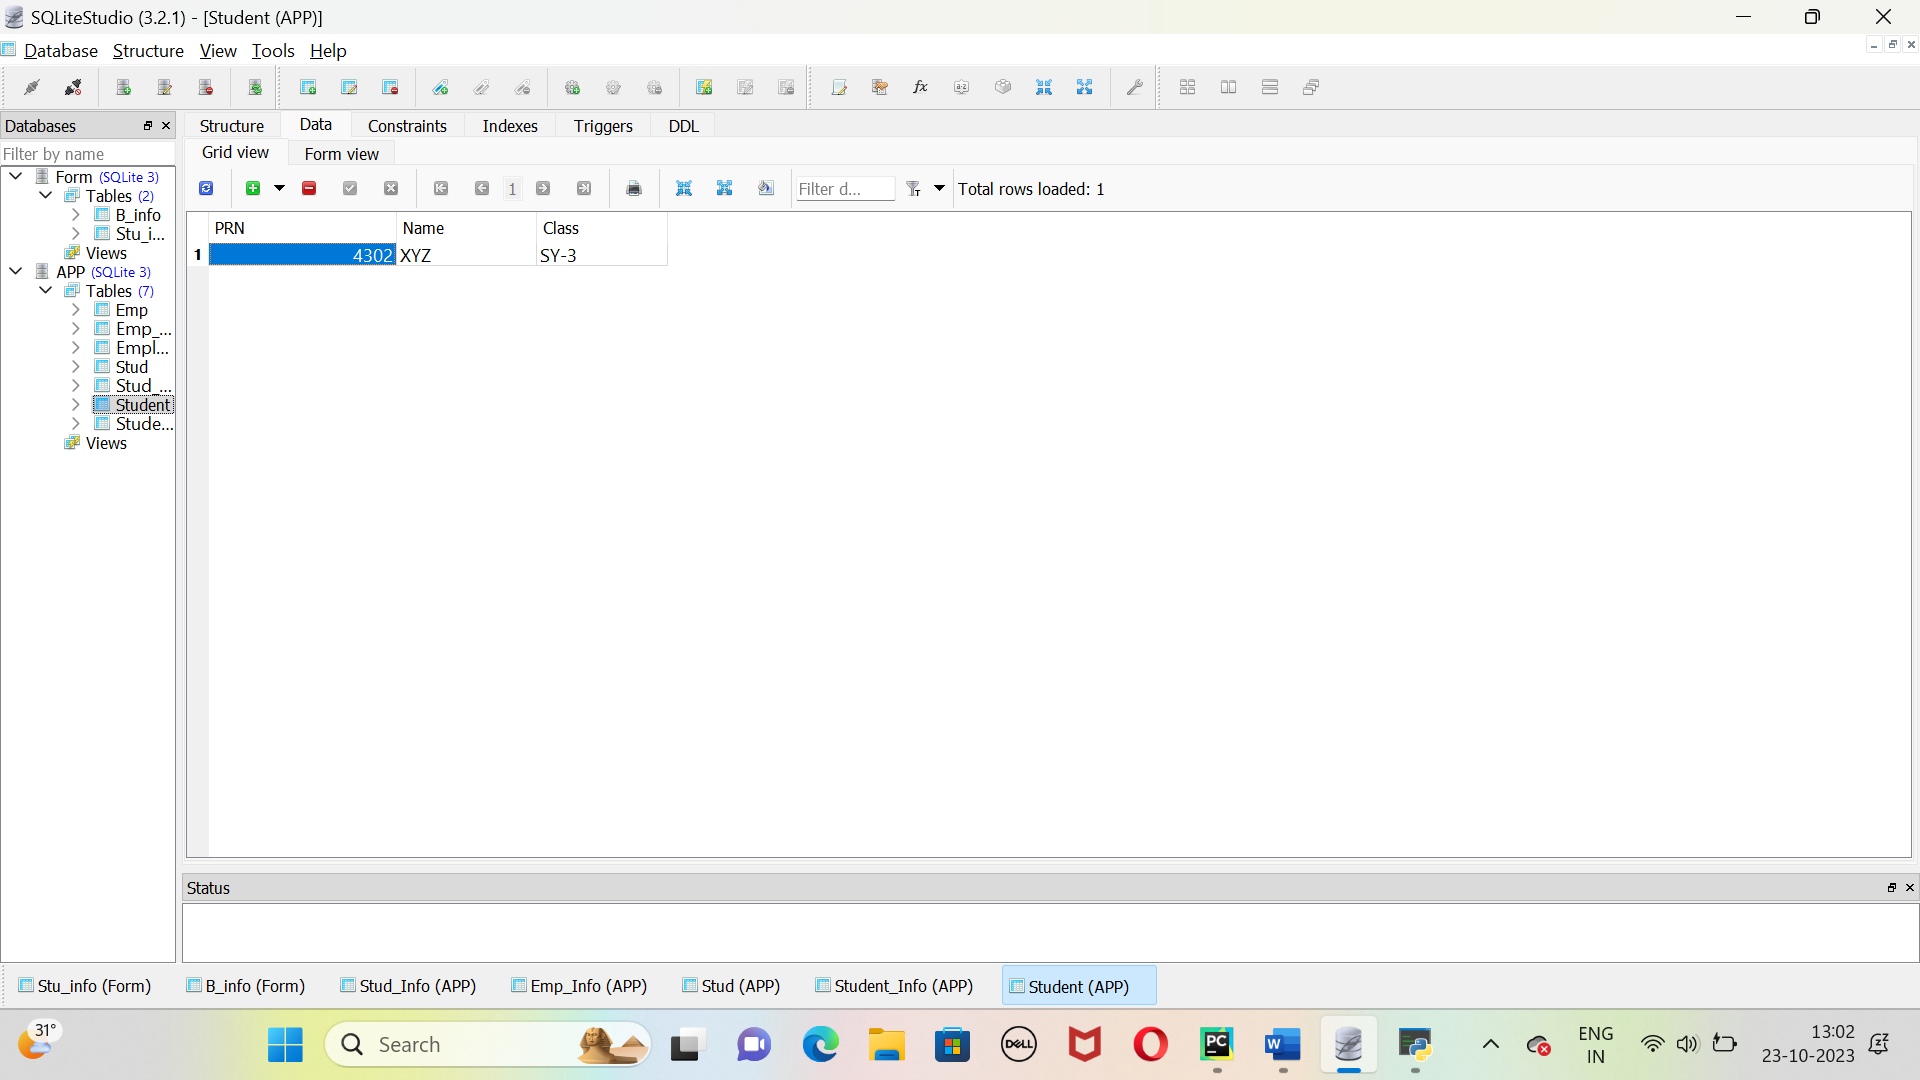 SQLiteStudio (3.2.1) - [Student (APP)]
Database Structure View Tools Help
Databases
Filter by name
Form (SQLite 3)
Tables (2)
B_info
Stu_i...
Views
APP (SQLite 3)
Tables (7)
Emp
Emp_...
Empl...
Stud
Stud_...
Student
Stude...
Views
Structure Data Constraints Indexes Triggers DDL
Grid view Form view
1 Filter d... Total rows loaded: 1
PRN Name Class
1 4302 XYZ SY-3
Status
Stu_info (Form) B_info (Form) Stud_Info (APP) Emp_Info (APP) Stud (APP) Student_Info (APP) Student (APP)
31°
Search
DELL
PC
W
ENG
IN
13:02
23-10-2023